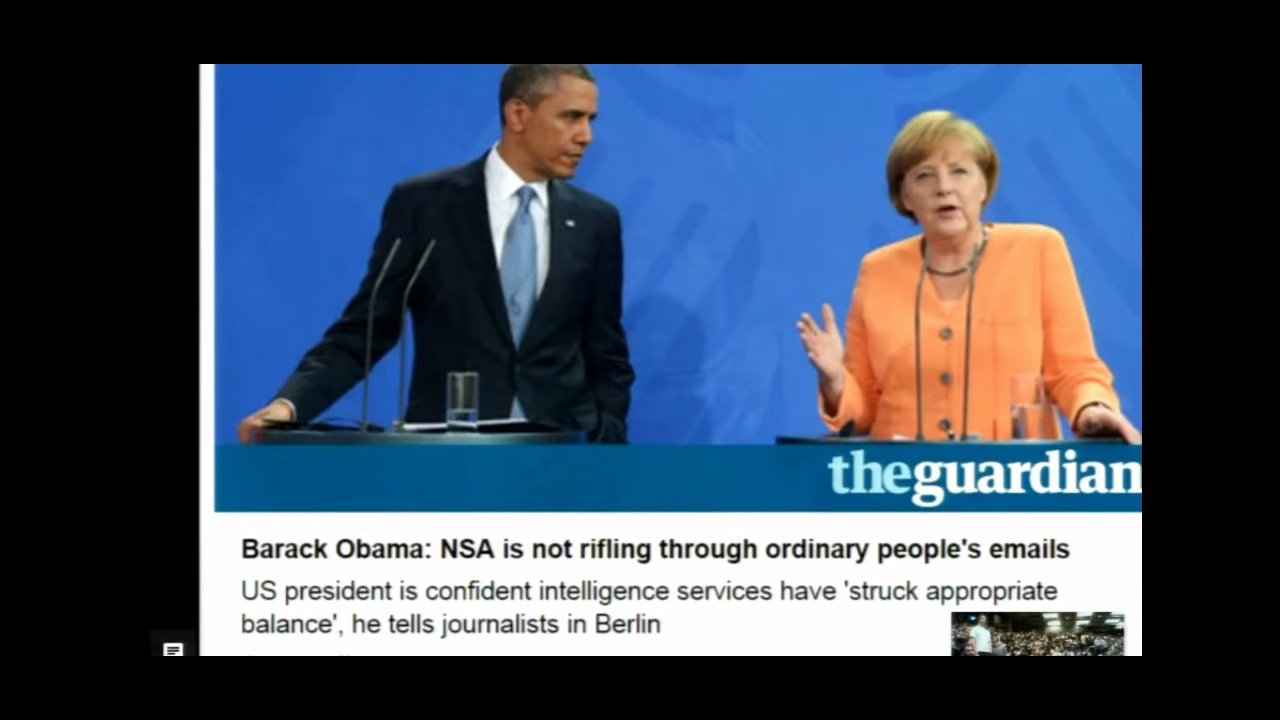 theguardian
Barack Obama: NSA is not rifling through ordinary people's emails
US president is confident intelligence services have 'struck appropriate
balance', he tells journalists in Berlin